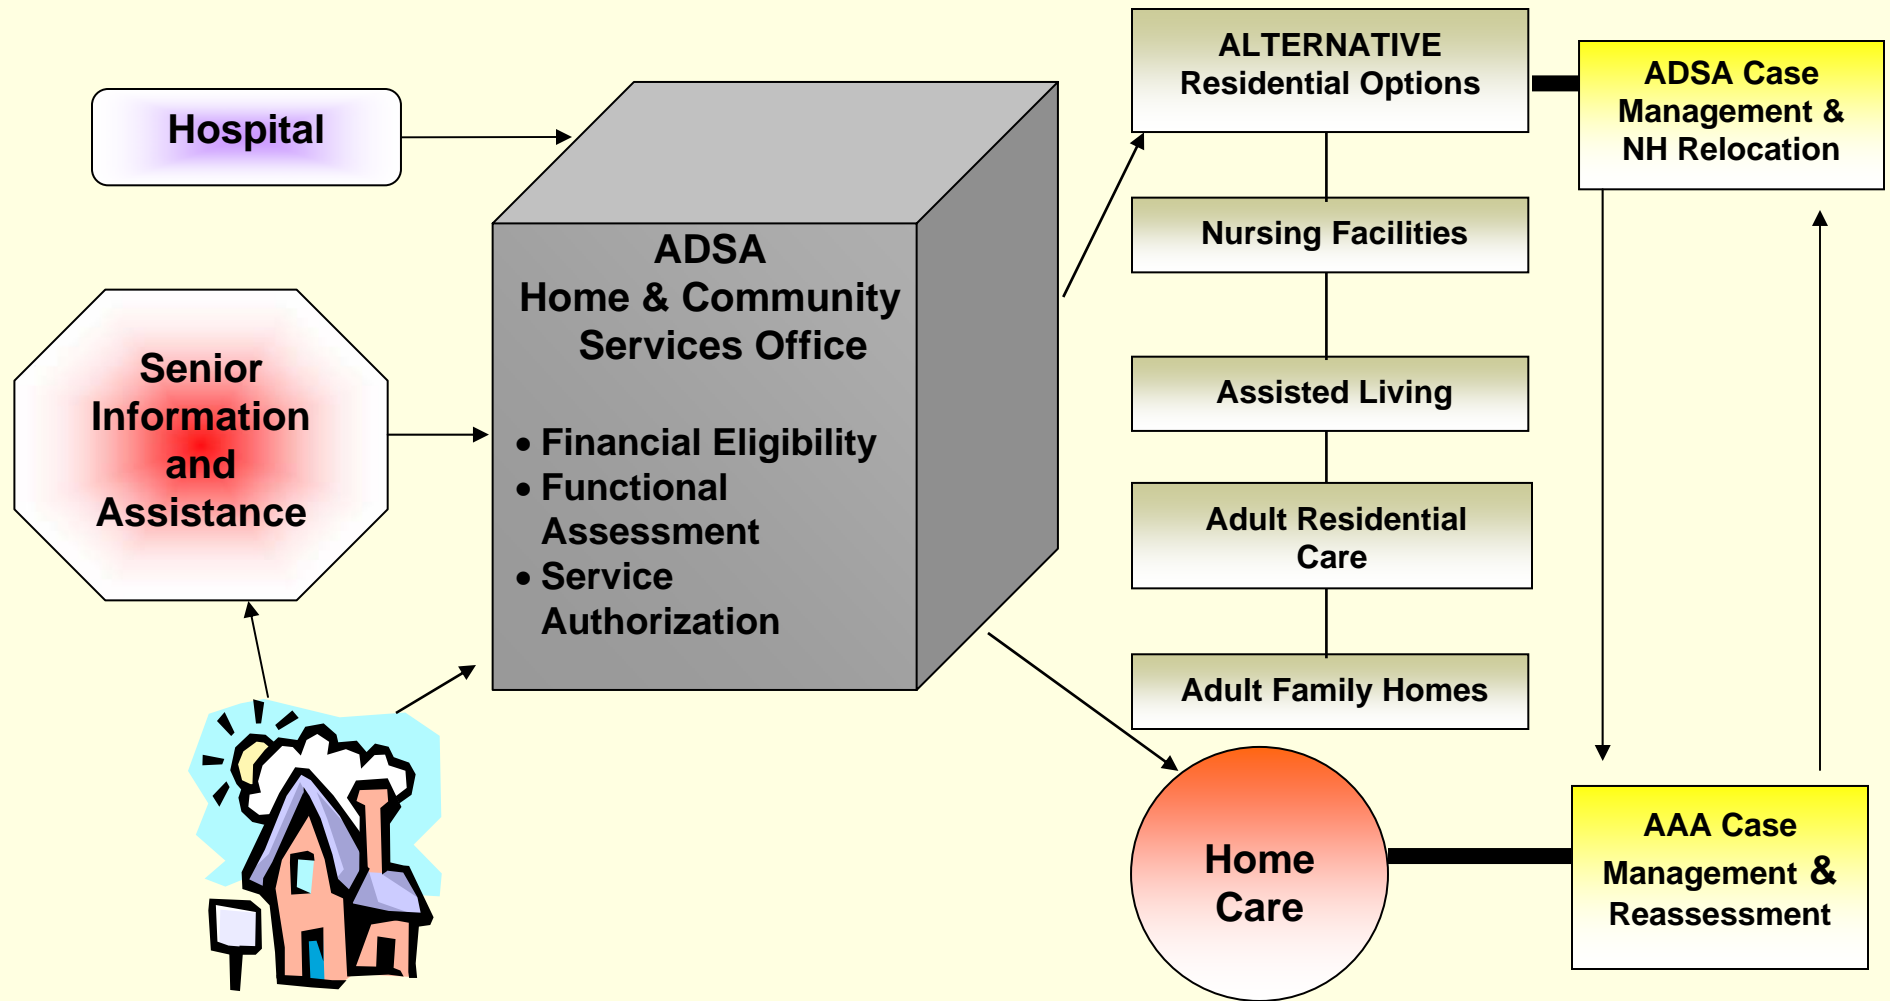 Hospital
Senior
Information
and
Assistance
ADSA
Home & Community
Services Office
• Financial Eligibility
• Functional
Assessment
• Service
Authorization
ALTERNATIVE
Residential Options
Nursing Facilities
Assisted Living
Adult Residential
Care
Adult Family Homes
Home
Care
ADSA Case
Management &
NH Relocation
AAA Case
Management &
Reassessment